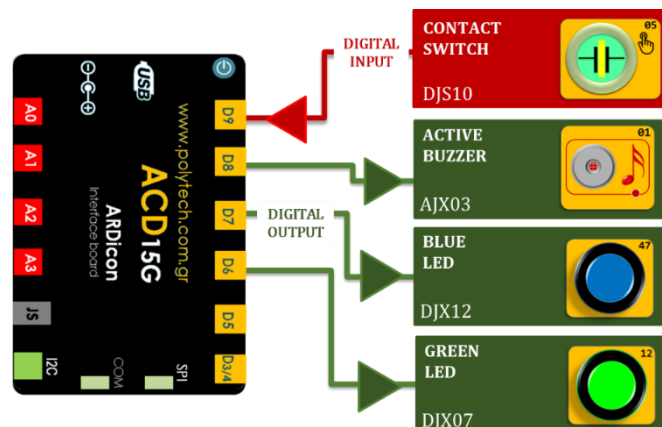 CONTACT
SWITCH
DJS10
05
DIGITAL
INPUT
ACTIVE
BUZZER
AJX03
01
DIGITAL
OUTPUT
BLUE
LED
DJX12
47
GREEN
LED
DJX07
12
USB
A0
A1
A2
A3
JS
I2C
COM
SPI
ARDicon
Interface board
ACD15G
www.polytech.com.gr
D9
D8
D7
D6
D5
D3/4